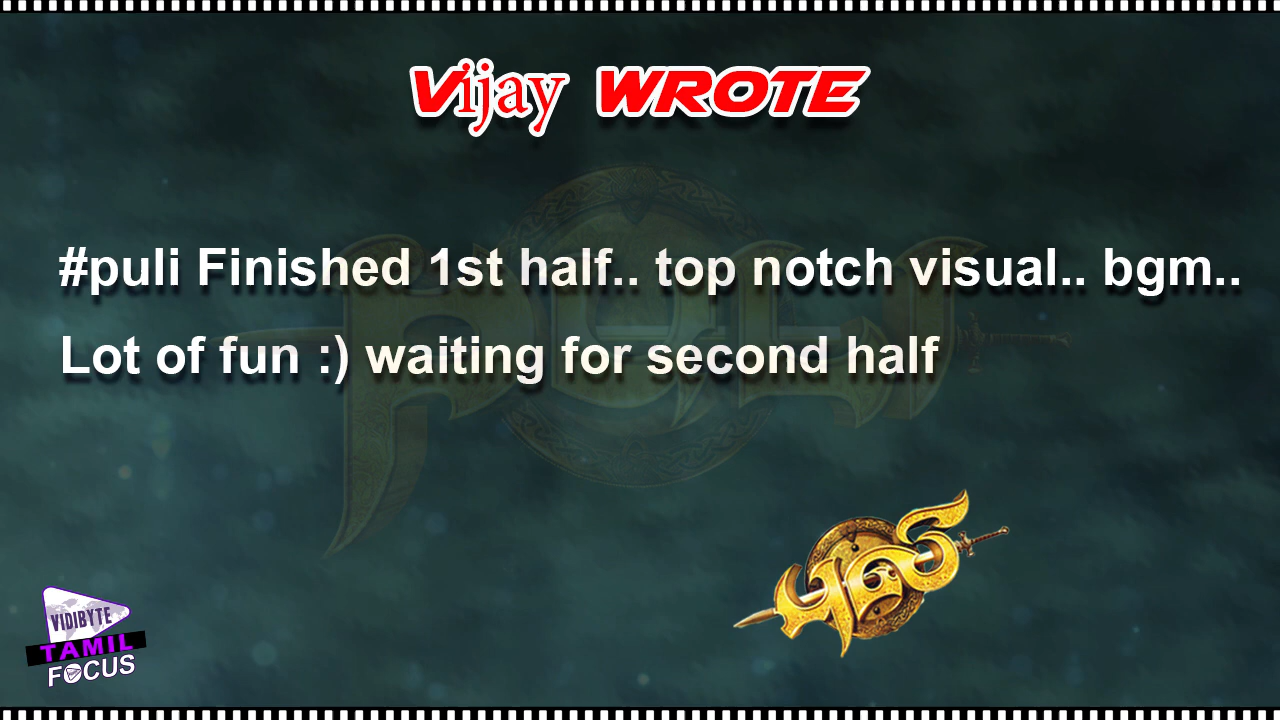 Vijay WROTE
#puli Finished 1st half.. top notch visual.. bgm..
PULI
Lot of fun :) waiting for second half
புலி
VIDIBYTE
TAMIL
FOCUS